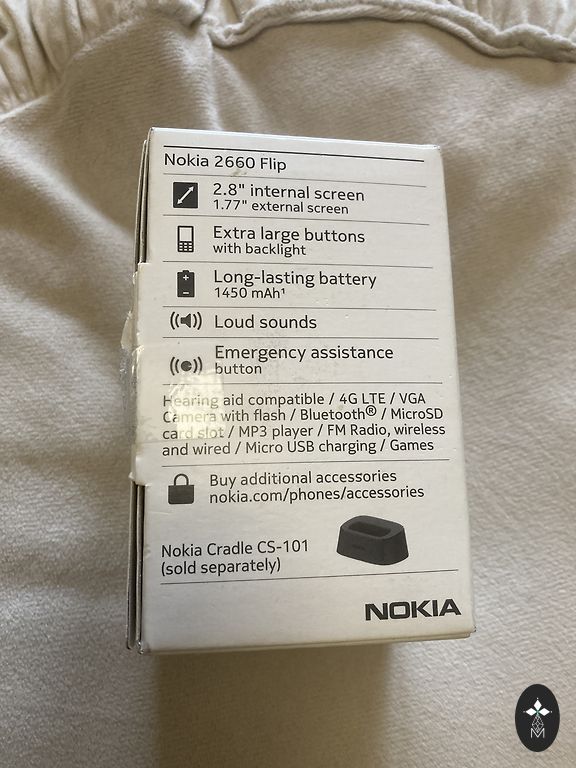 Nokia 2660 Flip
2.8" internal screen
1.77" external screen
Extra large buttons
with backlight
Long-lasting battery
1450 mAh¹
Loud sounds
Emergency assistance
button
Hearing aid compatible / 4G LTE / VGA
Camera with flash / Bluetooth® / MicroSD
card slot / MP3 player / FM Radio, wireless
and wired / Micro USB charging / Games
Buy additional accessories
nokia.com/phones/accessories
Nokia Cradle CS-101
(sold separately)
NOKIA
M